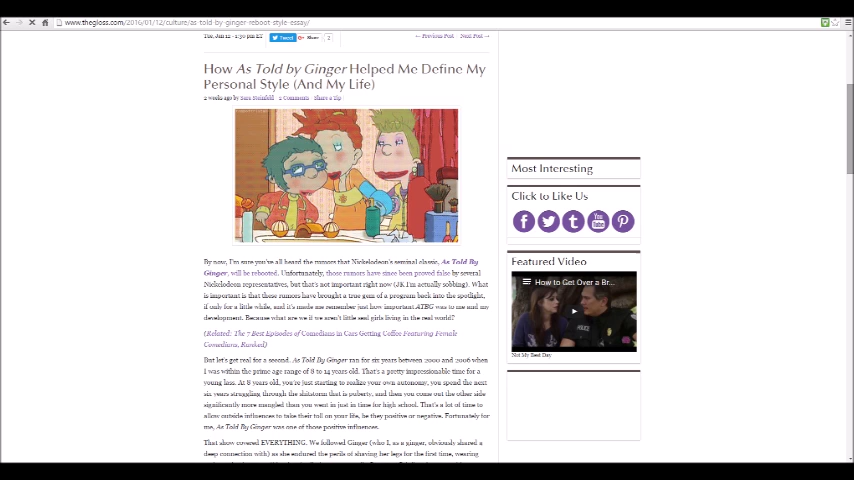 www.thegloss.com/2016/01/12/culture/as-told-by-ginger-reboot-style-essay/
Tue, Jan 12 - 1:30 pm ET
Tweet
Share
2
← Previous Post
Next Post →
How As Told by Ginger Helped Me Define My
Personal Style (And My Life)
2 weeks ago by Sara Steinfeld
2 Comments
Share a Tip
By now, I'm sure you've all heard the rumors that Nickelodeon's seminal classic, As Told By
Ginger, will be rebooted. Unfortunately, those rumors have since been proved false by several
Nickelodeon representatives, but that's not important right now (JK I'm actually sobbing). What
is important is that these rumors have brought a true gem of a program back into the spotlight,
if only for a little while, and it's made me remember just how important ATBG was to me and my
development. Because what are we if we aren't little seal girls living in the real world?
(Related: The 7 Best Episodes of Comedians in Cars Getting Coffee Featuring Female
Comedians, Ranked)
But let's get real for a second. As Told By Ginger ran for six years between 2000 and 2006 when
I was within the prime age range of 8 to 14 years old. That's a pretty impressionable time for a
young lass. At 8 years old, you're just starting to realize your own autonomy, you spend the next
six years struggling through the shitstorm that is puberty, and then you come out the other side
significantly more mangled than you went in just in time for high school. That's a lot of time to
allow outside influences to take their toll on your life, be they positive or negative. Fortunately for
me, As Told By Ginger was one of those positive influences.
That show covered EVERYTHING. We followed Ginger (who I, as a ginger, obviously shared a
deep connection with) as she endured the perils of shaving her legs for the first time, wearing
Most Interesting
Click to Like Us
You
Tube
Featured Video
How to Get Over a Br...
POLICE
Not My Best Day